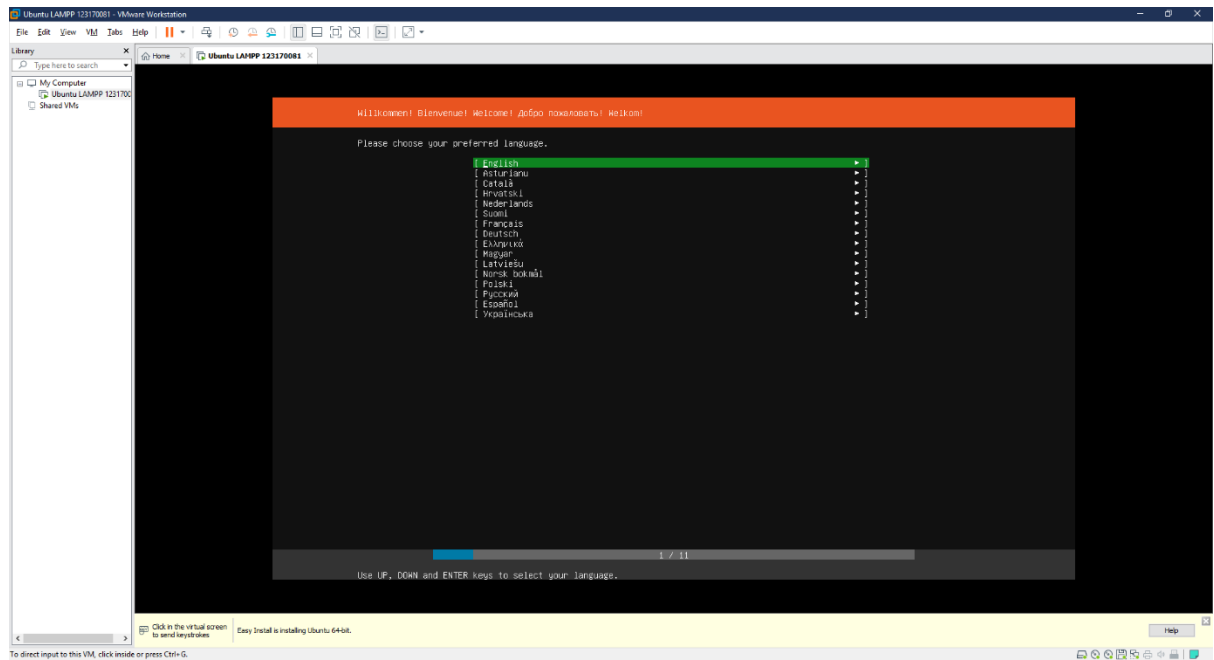 Ubuntu LAMPP 123170081 - VMware Workstation
File Edit View VM Tabs Help
Library
Home
Ubuntu LAMPP 123170081
Type here to search
My Computer
Ubuntu LAMPP 1231700
Shared VMs
Willkommen! Bienvenue! Welcome! Добро пожаловать! Welkom!
Please choose your preferred language.
[ English ► ]
[ Asturianu ► ]
[ Català ► ]
[ Hrvatski ► ]
[ Nederlands ► ]
[ Suomi ► ]
[ Français ► ]
[ Deutsch ► ]
[ Ελληνικά ► ]
[ Magyar ► ]
[ Latviešu ► ]
[ Norsk bokmål ► ]
[ Polski ► ]
[ Русский ► ]
[ Español ► ]
[ Українська ► ]
1 / 11
Use UP, DOWN and ENTER keys to select your language.
Click in the virtual screen
to send keystrokes
Easy Install is installing Ubuntu 64-bit.
Help
To direct input to this VM, click inside or press Ctrl+G.